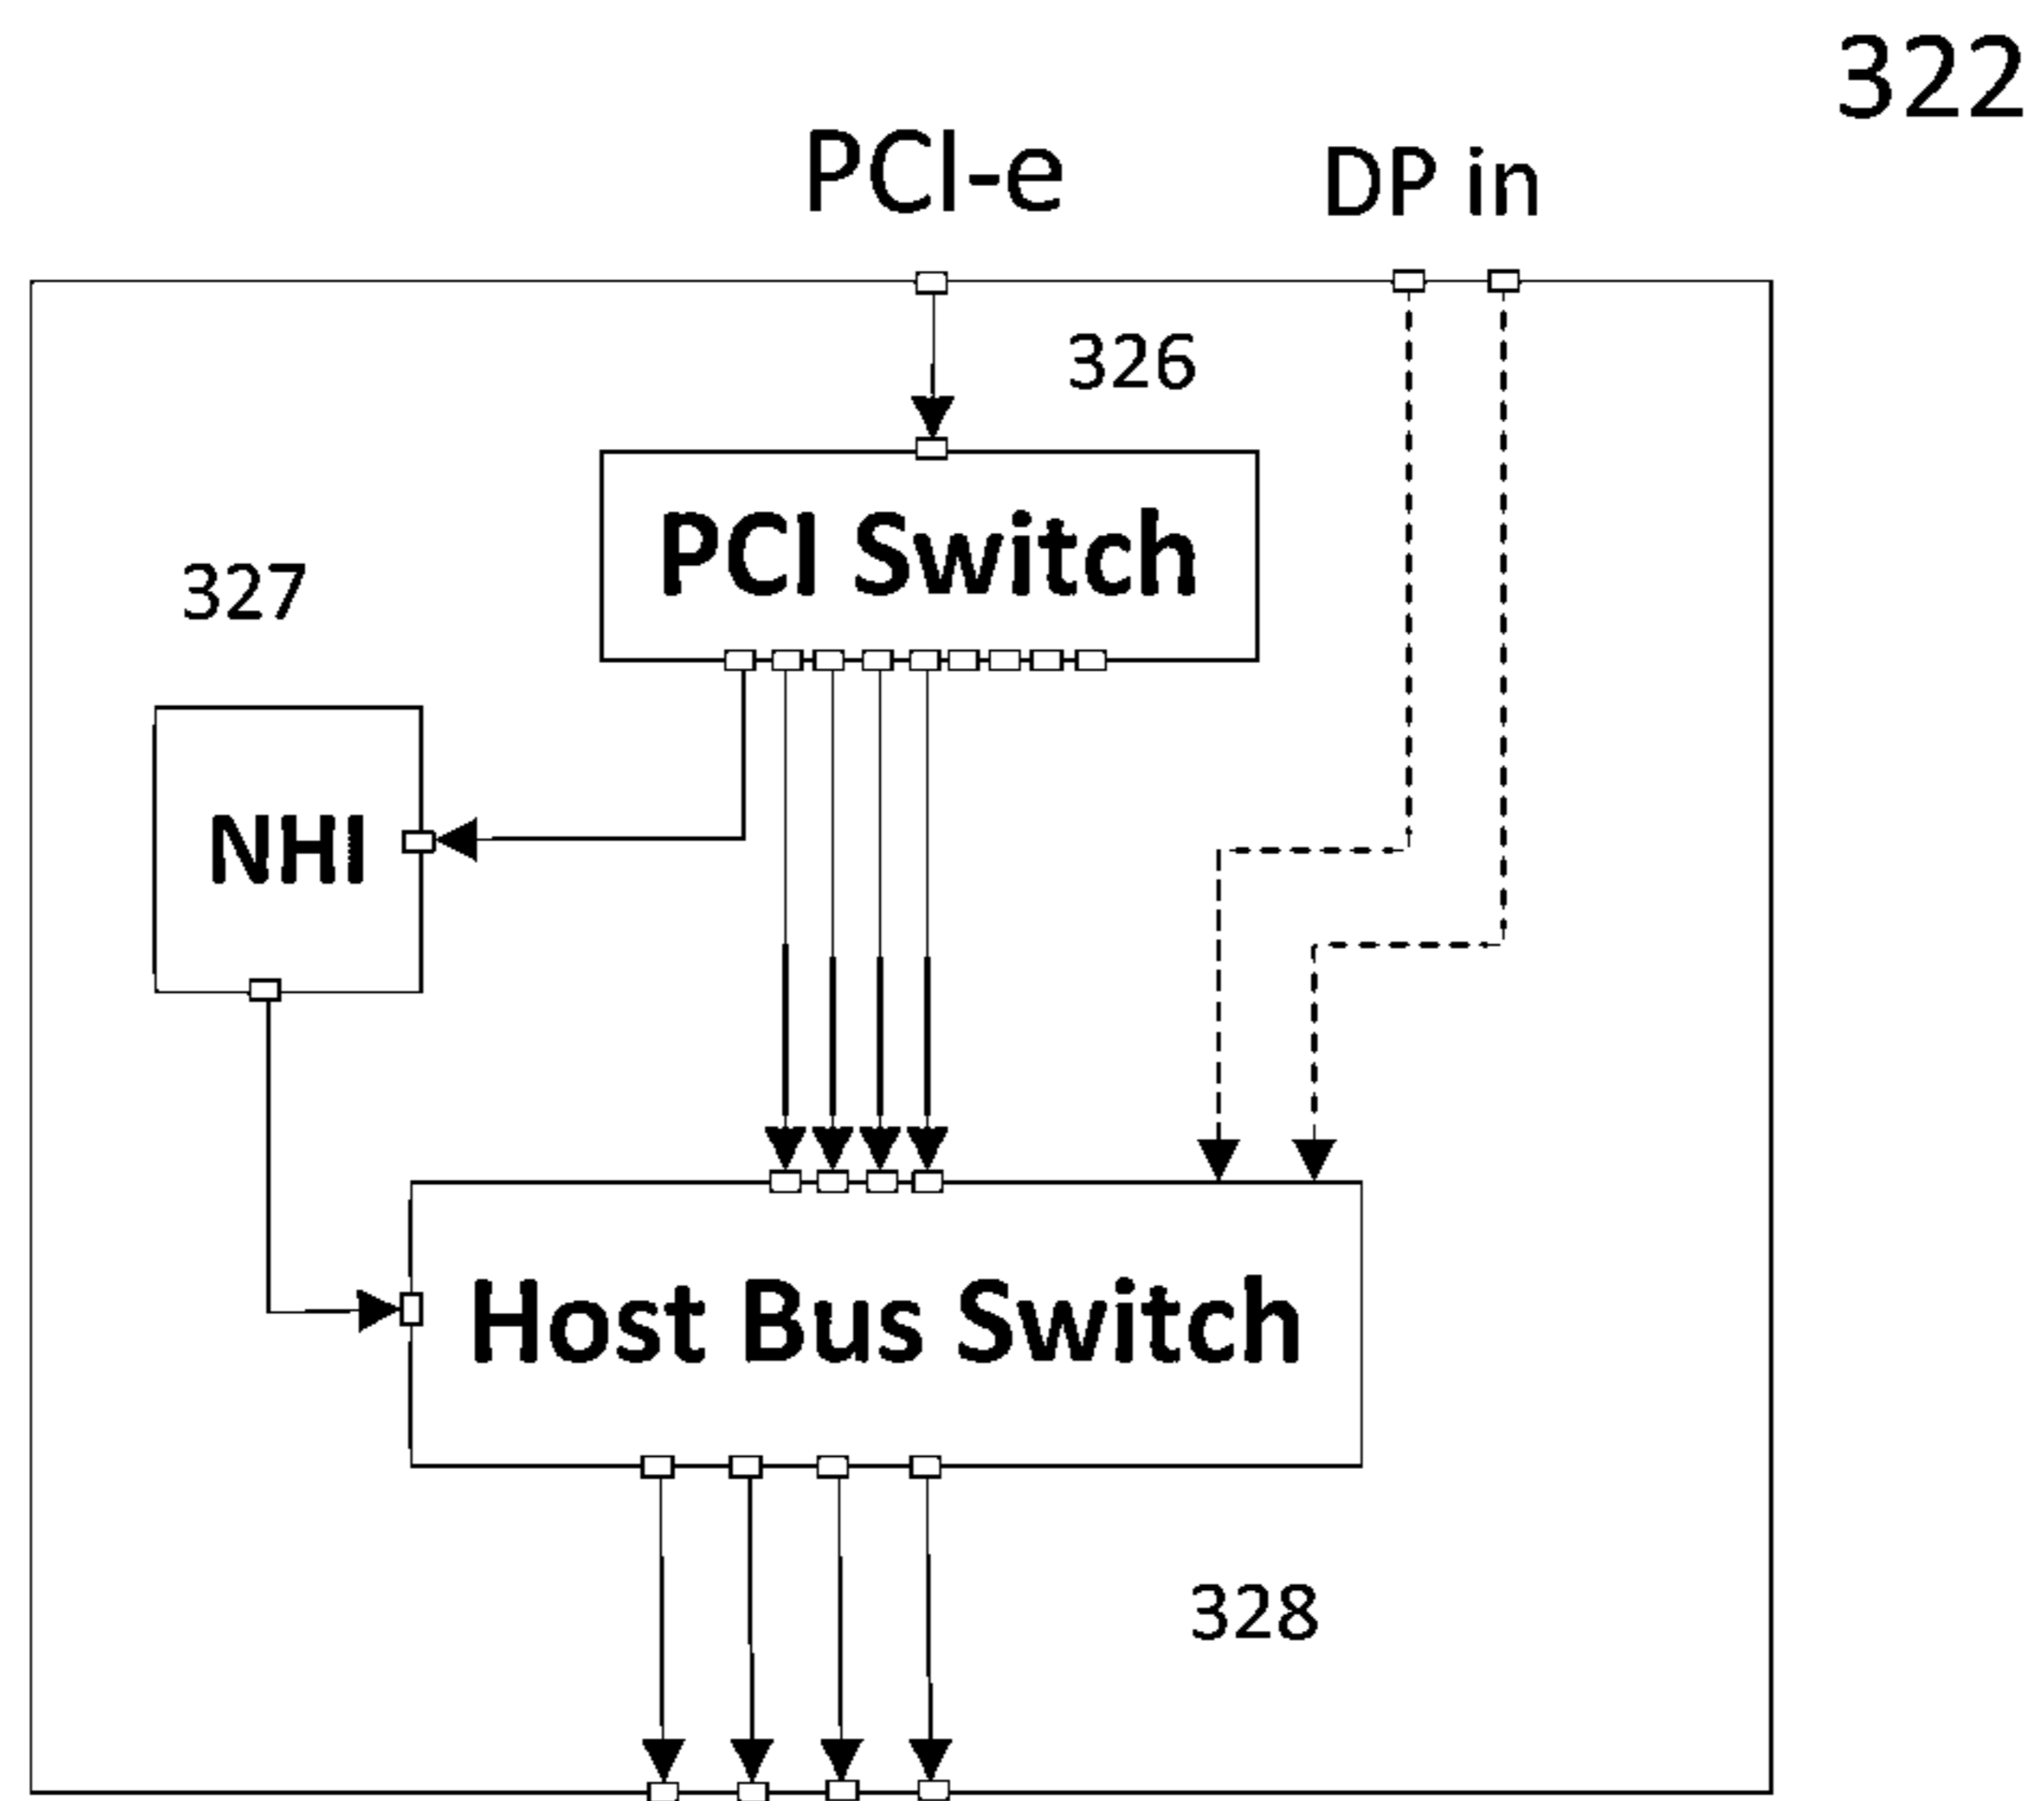 322
PCI-e
DP in
326
PCI Switch
327
NHI
Host Bus Switch
328